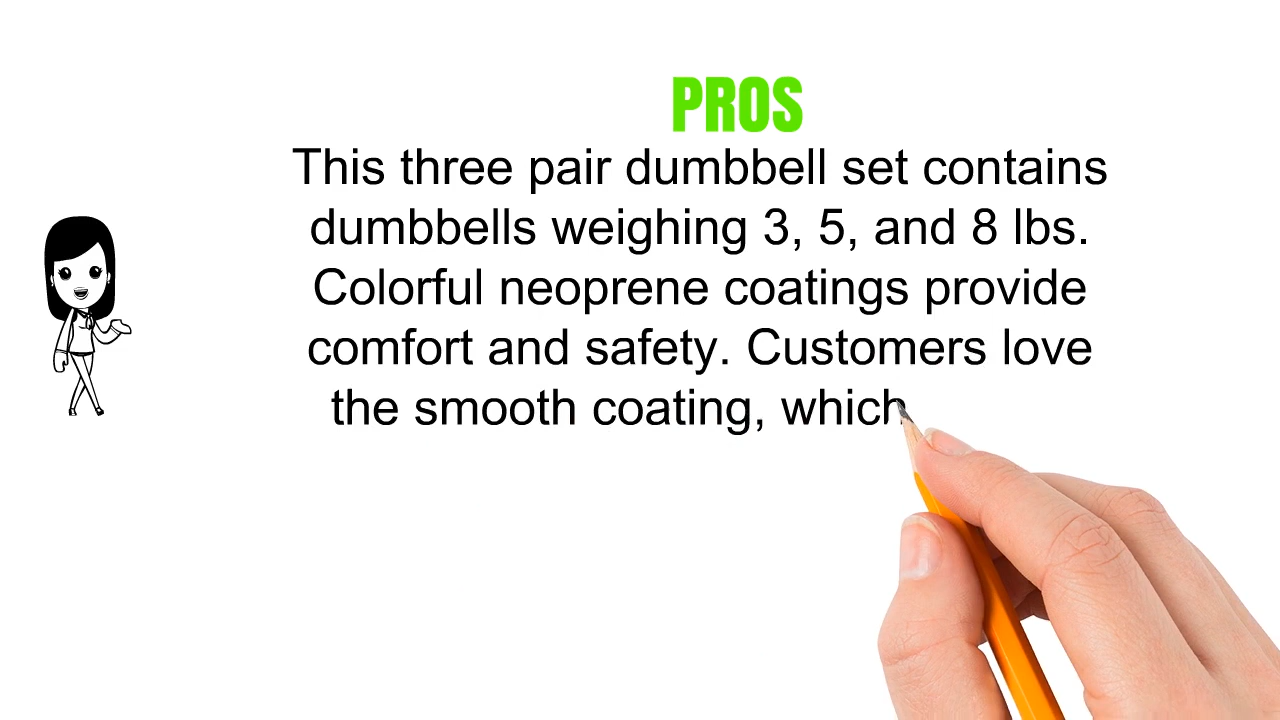 PROS
This three pair dumbbell set contains
dumbbells weighing 3, 5, and 8 lbs.
Colorful neoprene coatings provide
comfort and safety. Customers love
the smooth coating, which